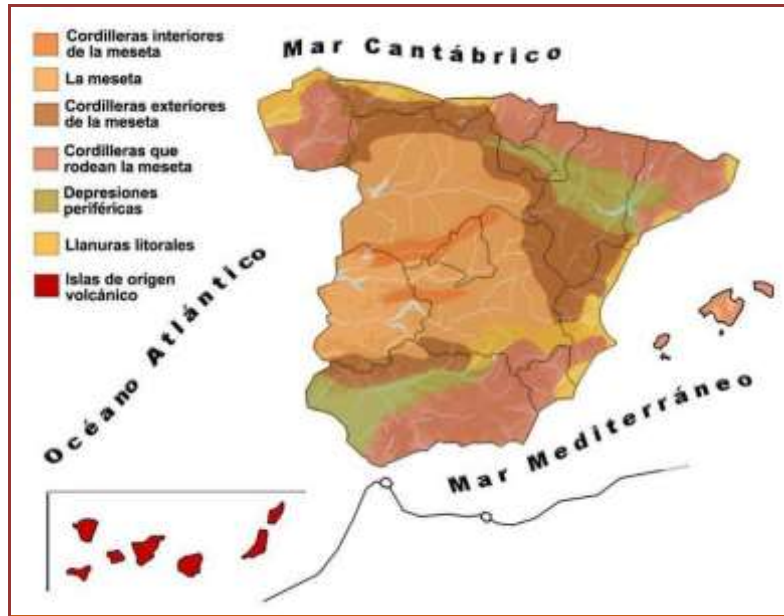 Mar Cantábrico
Cordilleras interiores
de la meseta
La meseta
Cordilleras exteriores
de la meseta
Cordilleras que
rodean la meseta
Depresiones
periféricas
Llanuras litorales
Islas de origen
volcánico
Océano Atlántico
Mar Mediterráneo